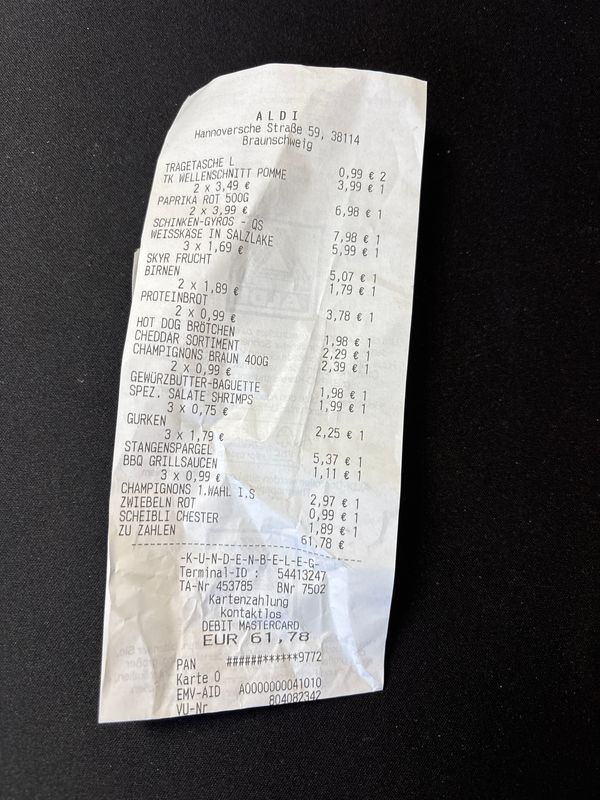 ALDI
Hannoversche Straße 59, 38114
Braunschweig
TRAGETASCHE L 0,99 € 2
TK WELLENSCHNITT POMME 3,99 € 1
2 x 3,49 €
PAPRIKA ROT 500G 6,98 € 1
2 x 3,99 €
SCHINKEN-GYROS - QS 7,98 € 1
WEISSKÄSE IN SALZLAKE 5,99 € 1
3 x 1,69 €
SKYR FRUCHT 5,07 € 1
BIRNEN 1,79 € 1
2 x 1,89 €
PROTEINBROT 3,78 € 1
2 x 0,99 €
HOT DOG BRÖTCHEN 1,98 € 1
CHEDDAR SORTIMENT 2,29 € 1
CHAMPIGNONS BRAUN 400G 2,39 € 1
2 x 0,99 €
GEWÜRZBUTTER-BAGUETTE 1,98 € 1
SPEZ. SALATE SHRIMPS 1,99 € 1
3 x 0,75 €
GURKEN 2,25 € 1
3 x 1,79 €
STANGENSPARGEL 5,37 € 1
BBQ GRILLSAUCEN 1,11 € 1
3 x 0,99 €
CHAMPIGNONS 1.WAHL I.S 2,97 € 1
ZWIEBELN ROT 0,99 € 1
SCHEIBLI CHESTER 1,89 € 1
ZU ZAHLEN 61,78 €
-K-U-N-D-E-N-B-E-L-E-G-
Terminal-ID : 54413247
TA-Nr 453785 BNr 7502
Kartenzahlung
kontaktlos
DEBIT MASTERCARD
EUR 61,78
PAN ######******9772
Karte 0
EMV-AID A0000000041010
VU-Nr 804082342